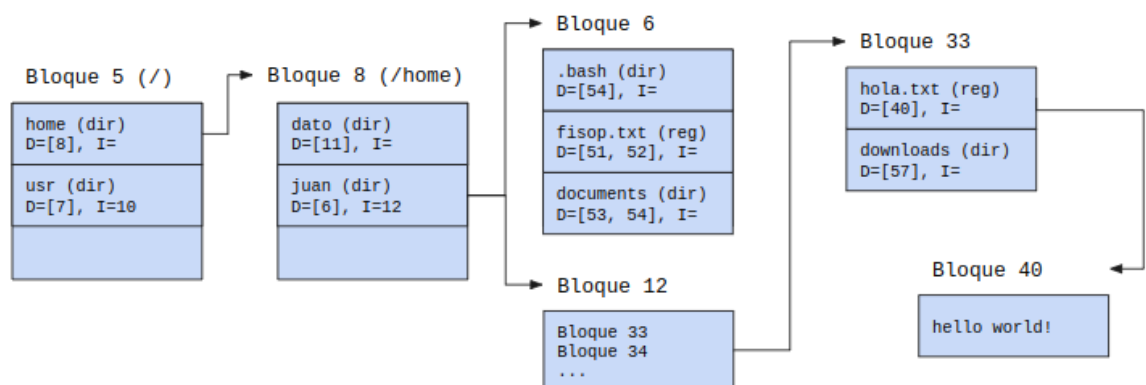 Bloque 5 (/)
home (dir)
D=[8], I=
usr (dir)
D=[7], I=10
Bloque 8 (/home)
dato (dir)
D=[11], I=
juan (dir)
D=[6], I=12
Bloque 6
.bash (dir)
D=[54], I=
fisop.txt (reg)
D=[51, 52], I=
documents (dir)
D=[53, 54], I=
Bloque 12
Bloque 33
Bloque 34
...
Bloque 33
hola.txt (reg)
D=[40], I=
downloads (dir)
D=[57], I=
Bloque 40
hello world!